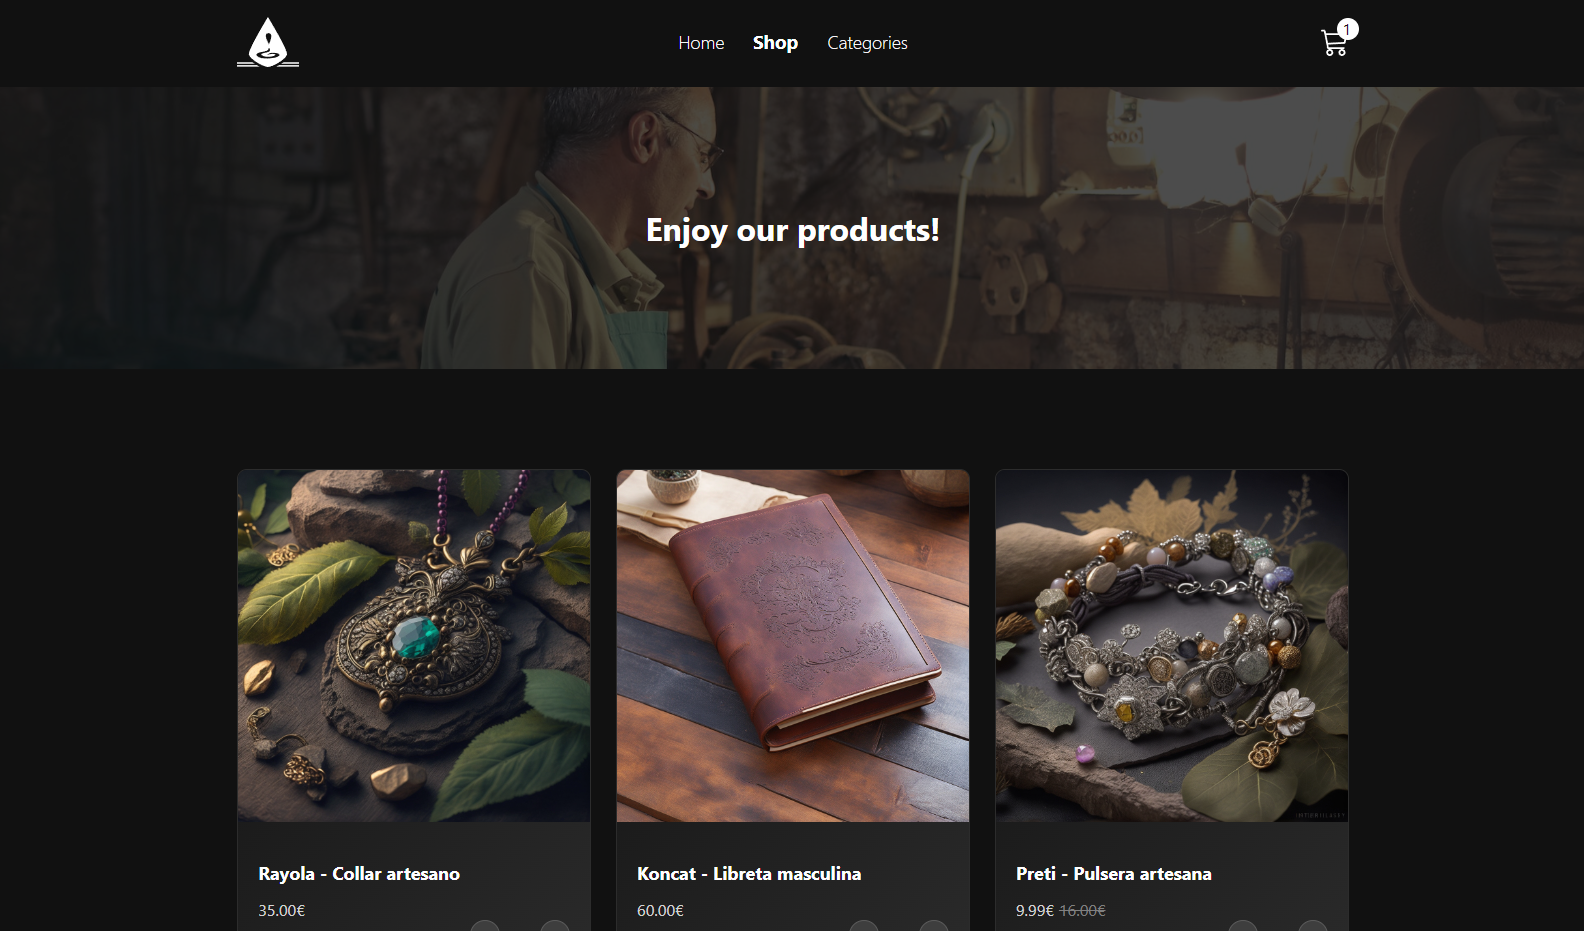 Home
Shop
Categories
1
Enjoy our products!
Rayola - Collar artesano
35.00€
Koncat - Libreta masculina
60.00€
Preti - Pulsera artesana
9.99€ 16.00€